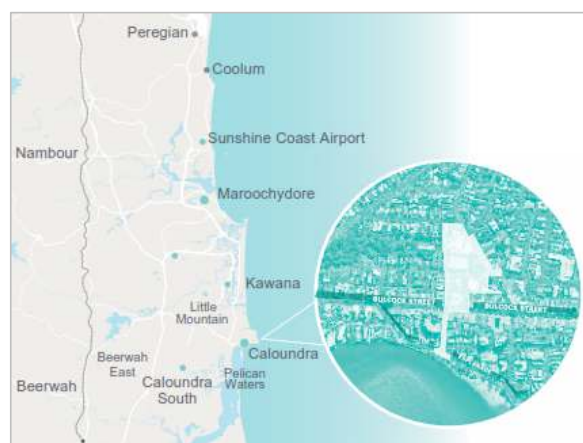 Peregian
Coolum
Sunshine Coast Airport
Nambour
Maroochydore
Kawana
Little
Mountain
BULCOCK STREET
BULCOCK STREET
Caloundra
Beerwah
East
Pelican
Waters
Beerwah
Caloundra
South